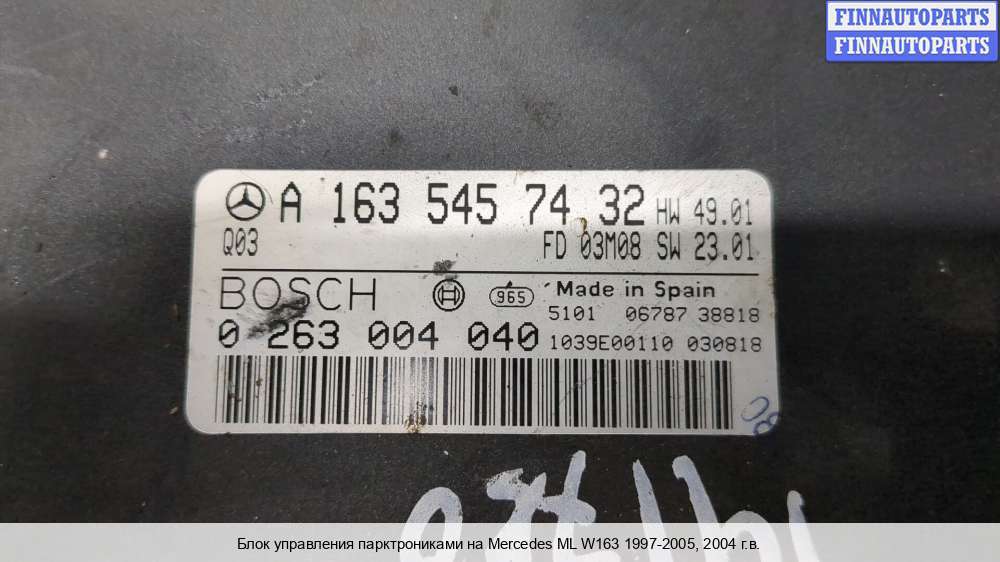 FINNAUTOPARTS
FINNAUTOPARTS
A 163 545 74 32 HW 49.01
Q03 FD 03M08 SW 23.01
BOSCH 965 Made in Spain
5101 06787 38818
0 263 004 040 1039E00110 030818
Блок управления парктрониками на Mercedes ML W163 1997-2005, 2004 г.в.